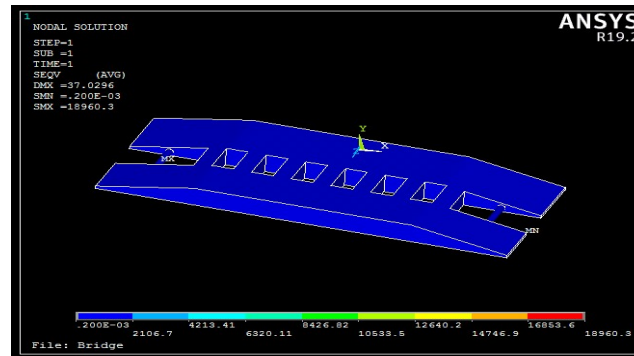 1
NODAL SOLUTION
ANSYS
R19.2
STEP=1
SUB =1
TIME=1
SEQV (AVG)
DMX =37.0296
SMN =.200E-03
SMX =18960.3
Y
X
Z
MX
MN
.200E-03 4213.41 8426.82 12640.2 16853.6
2106.7 6320.11 10533.5 14746.9 18960.3
File: Bridge